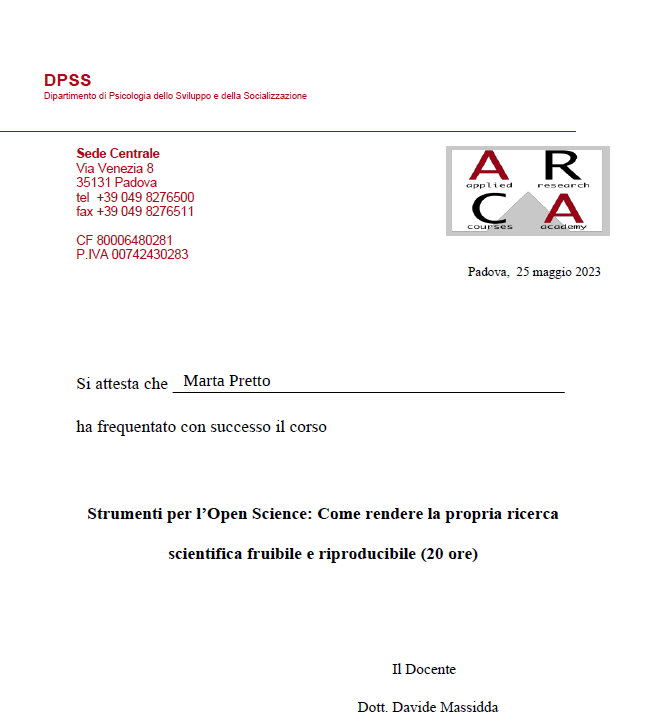 DPSS
Dipartimento di Psicologia dello Sviluppo e della Socializzazione
Sede Centrale
Via Venezia 8
35131 Padova
tel +39 049 8276500
fax +39 049 8276511
CF 80006480281
P.IVA 00742430283
A R
applied research
C A
courses academy
Padova, 25 maggio 2023
Si attesta che Marta Pretto
ha frequentato con successo il corso
Strumenti per l’Open Science: Come rendere la propria ricerca
scientifica fruibile e riproducibile (20 ore)
Il Docente
Dott. Davide Massidda